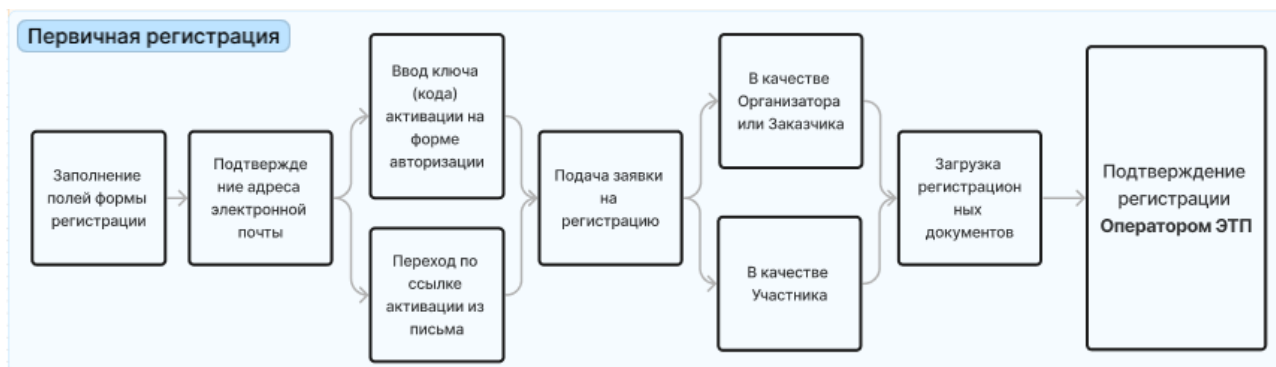 Первичная регистрация
Заполнение
полей формы
регистрации
Подтвержде
ние адреса
электронной
почты
Ввод ключа
(кода)
активации на
форме
авторизации
Переход по
ссылке
активации из
письма
Подача заявки
на
регистрацию
В качестве
Организатора
или Заказчика
В качестве
Участника
Загрузка
регистрацион
ных
документов
Подтверждение
регистрации
Оператором ЭТП